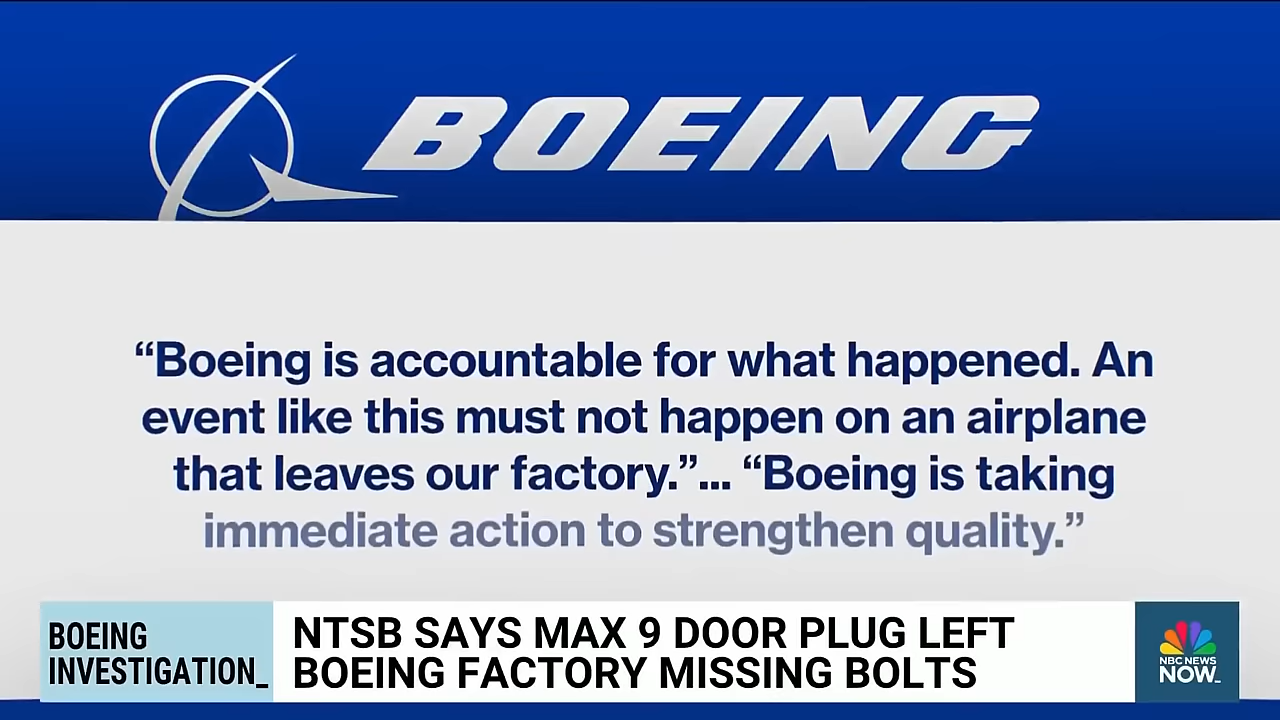 BOEING
“Boeing is accountable for what happened. An
event like this must not happen on an airplane
that leaves our factory.”... “Boeing is taking
immediate action to strengthen quality.”
BOEING
INVESTIGATION_
NTSB SAYS MAX 9 DOOR PLUG LEFT
BOEING FACTORY MISSING BOLTS
NBC NEWS
NOW_